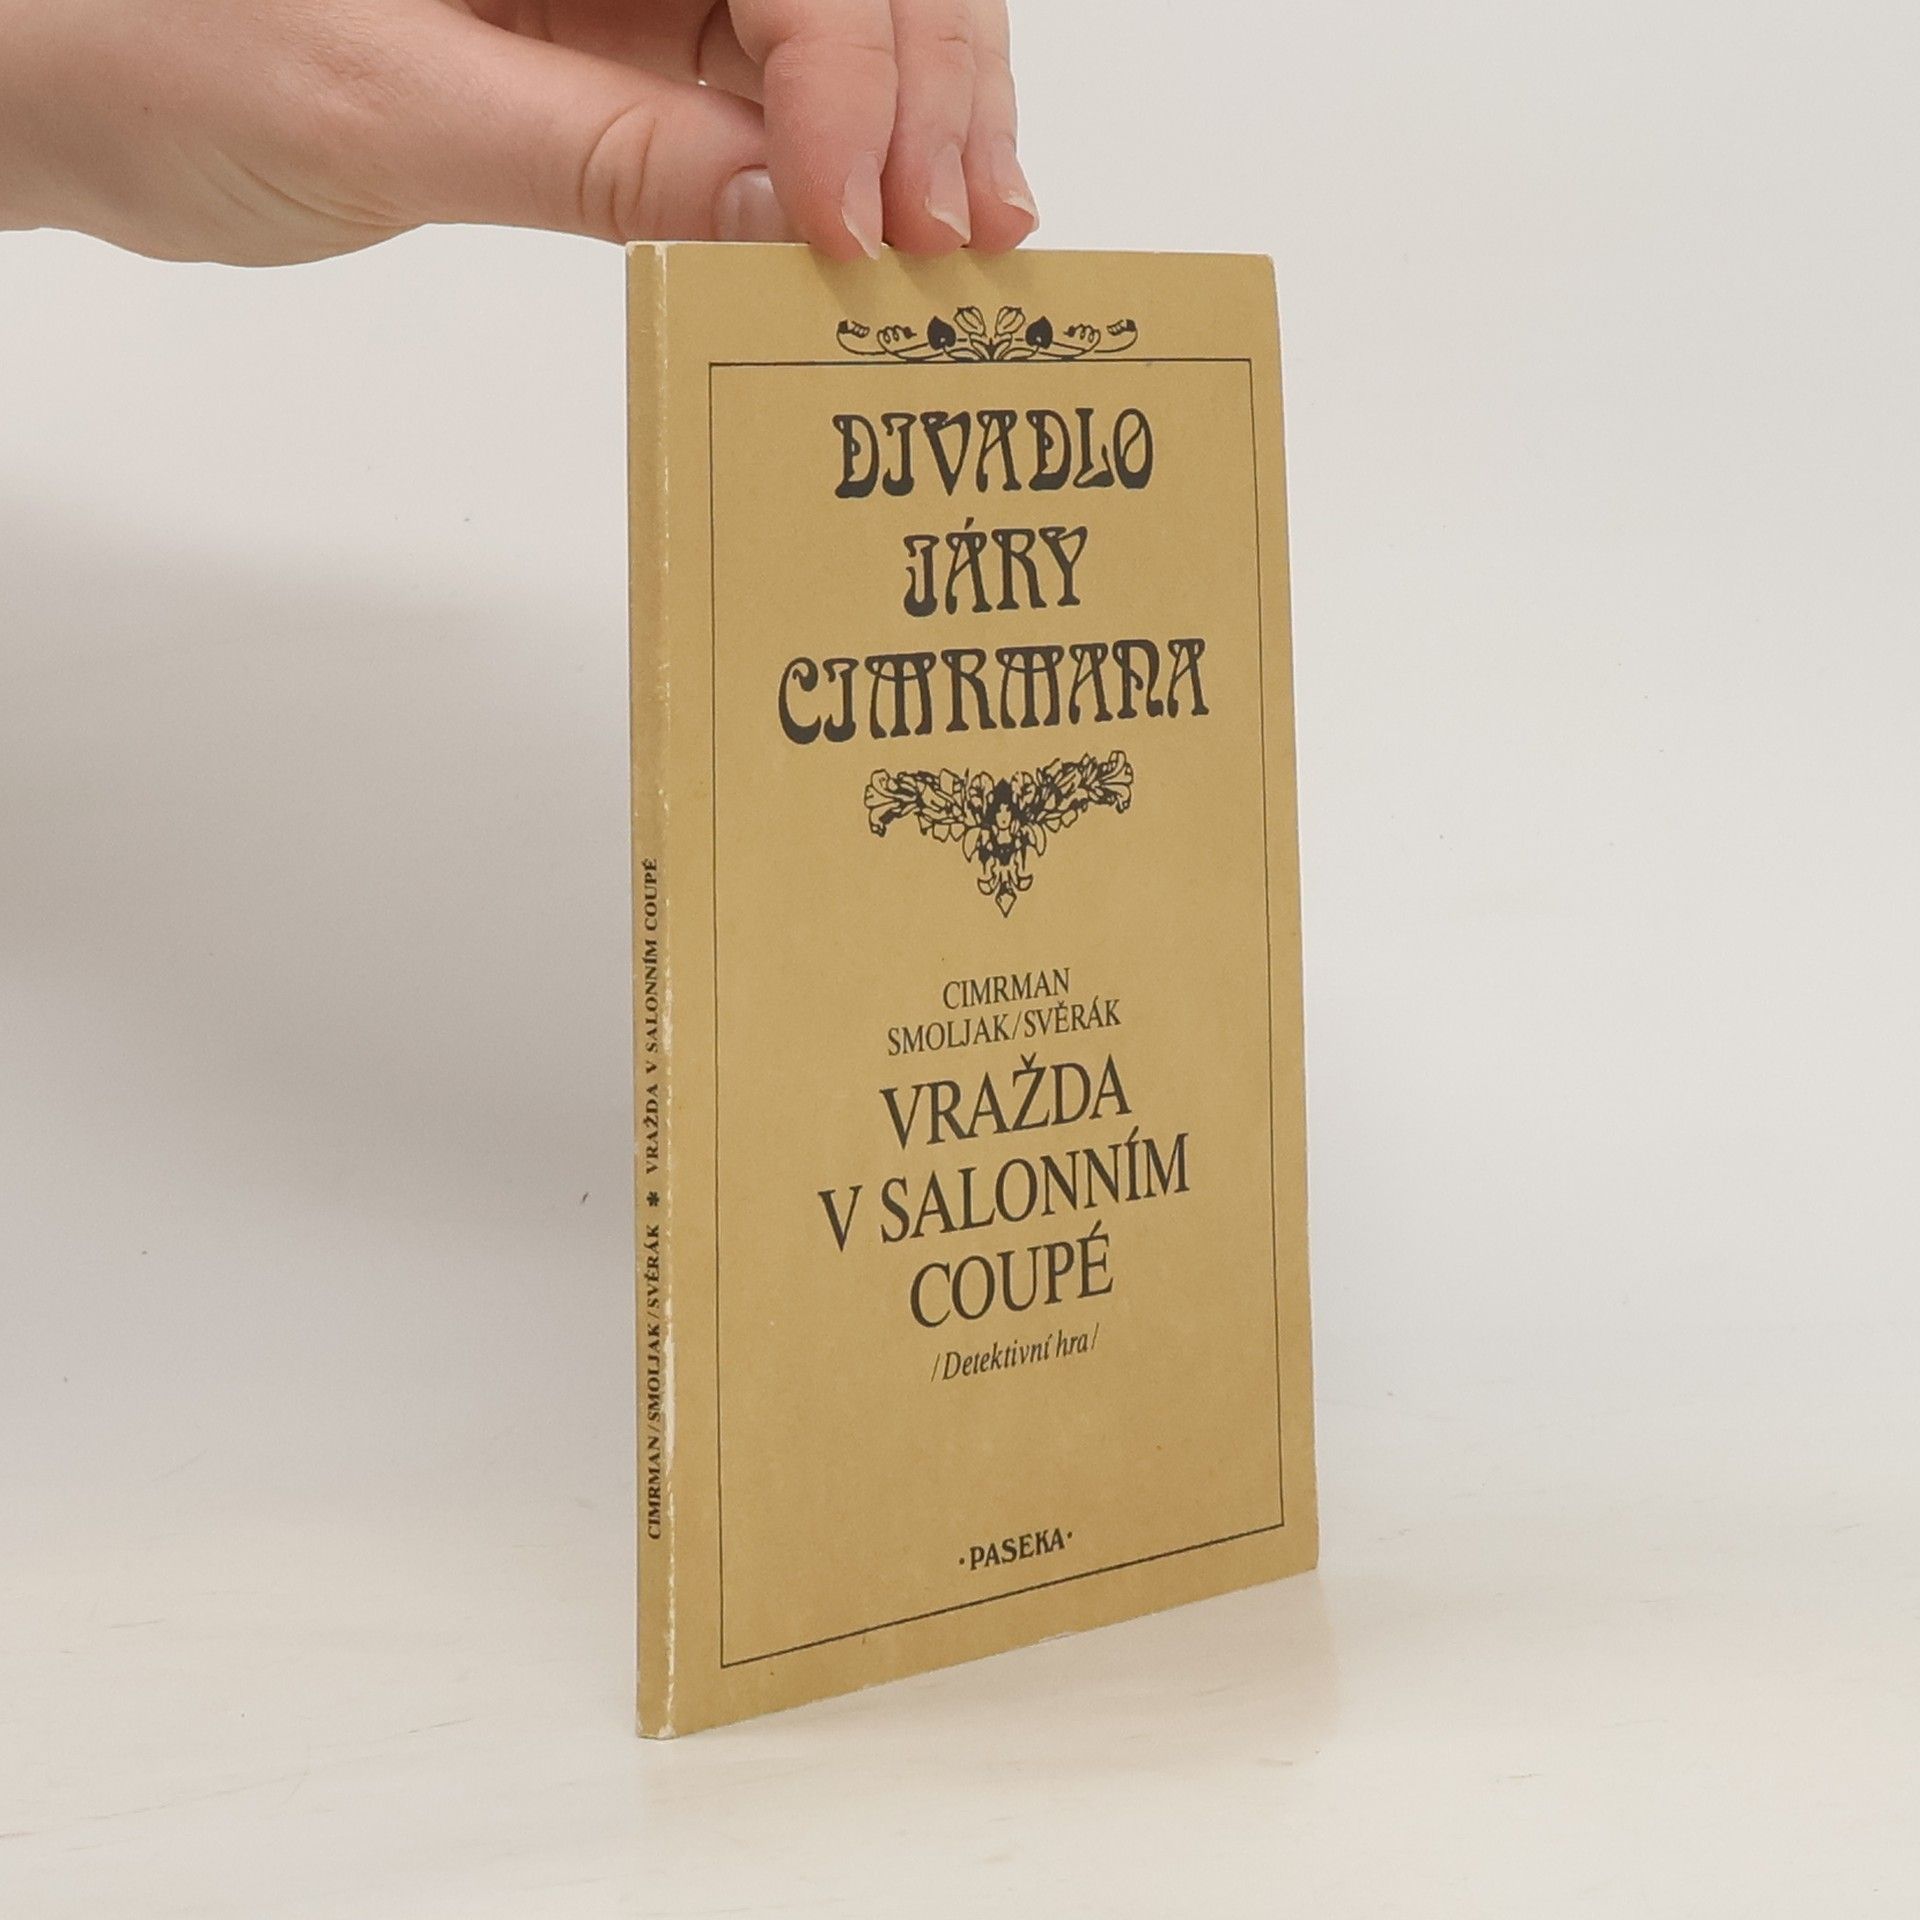 DIVADLO
JÁRY
CIMRMANA
CIMRMAN
SMOLJAK/SVĚRÁK
VRAŽDA
V SALONNÍM
COUPÉ
/Detektivní hra/
·PASEKA·
CIMRMAN/SMOLJAK/SVĚRÁK * VRAŽDA V SALONNÍM COUPÉ